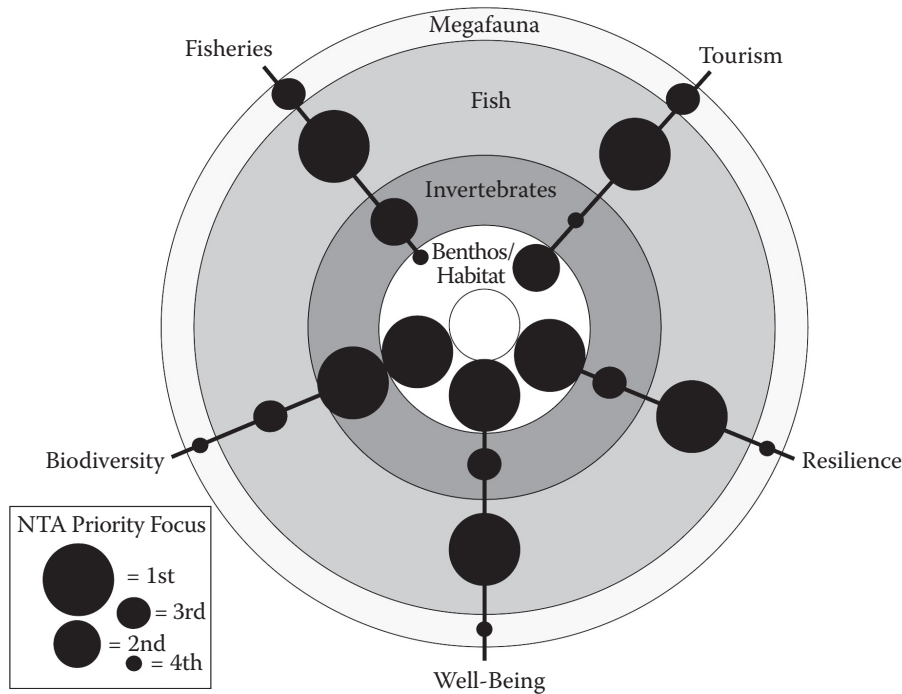 Megafauna
Fisheries
Tourism
Fish
Invertebrates
Benthos/
Habitat
Biodiversity
Resilience
Well-Being
NTA Priority Focus
= 1st
= 3rd
= 2nd
= 4th